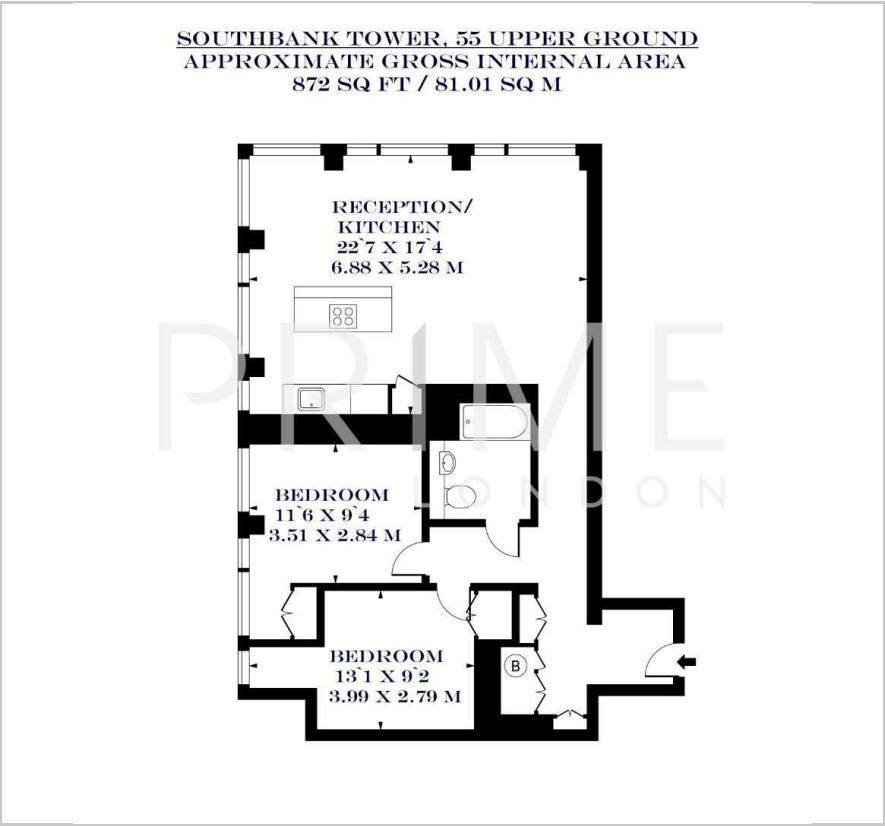 SOUTHBANK TOWER, 55 UPPER GROUND
APPROXIMATE GROSS INTERNAL AREA
872 SQ FT / 81.01 SQ M
RECEPTION/
KITCHEN
22`7 X 17`4
6.88 X 5.28 M
PRIME
LONDON
BEDROOM
11`6 X 9`4
3.51 X 2.84 M
BEDROOM
13`1 X 9`2
3.99 X 2.79 M
B